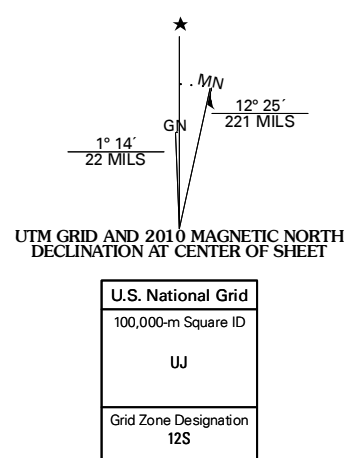 ★
MN
GN
12° 25´
221 MILS
1° 14´
22 MILS
UTM GRID AND 2010 MAGNETIC NORTH
DECLINATION AT CENTER OF SHEET
U.S. National Grid
100,000-m Square ID
UJ
Grid Zone Designation
12S